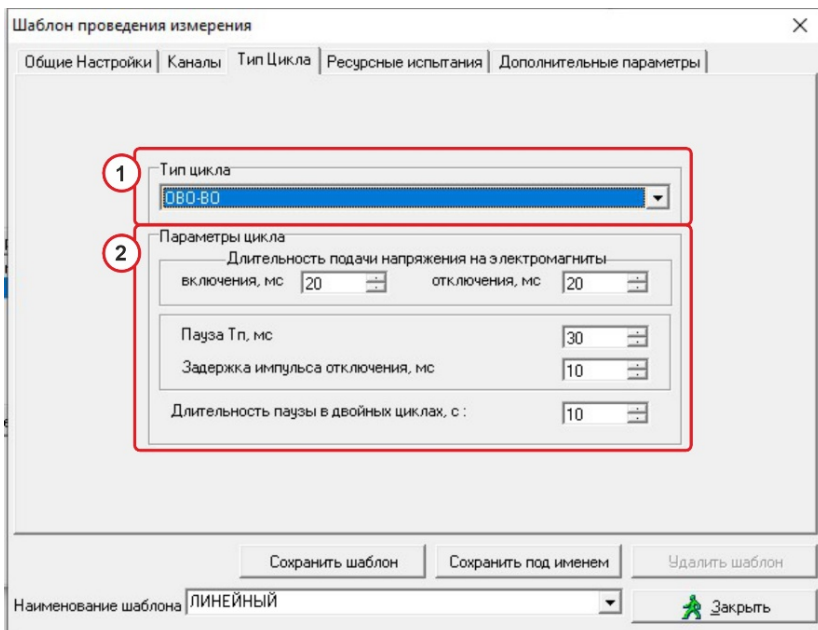 Шаблон проведения измерения
Общие Настройки Каналы Тип Цикла Ресурсные испытания Дополнительные параметры
1
Тип цикла
ОВО-ВО
2
Параметры цикла
Длительность подачи напряжения на электромагниты
включения, мс 20 отключения, мс 20
Пауза Тп, мс 30
Задержка импульса отключения, мс 10
Длительность паузы в двойных циклах, с : 10
Сохранить шаблон Сохранить под именем Удалить шаблон
Наименование шаблона ЛИНЕЙНЫЙ Закрыть